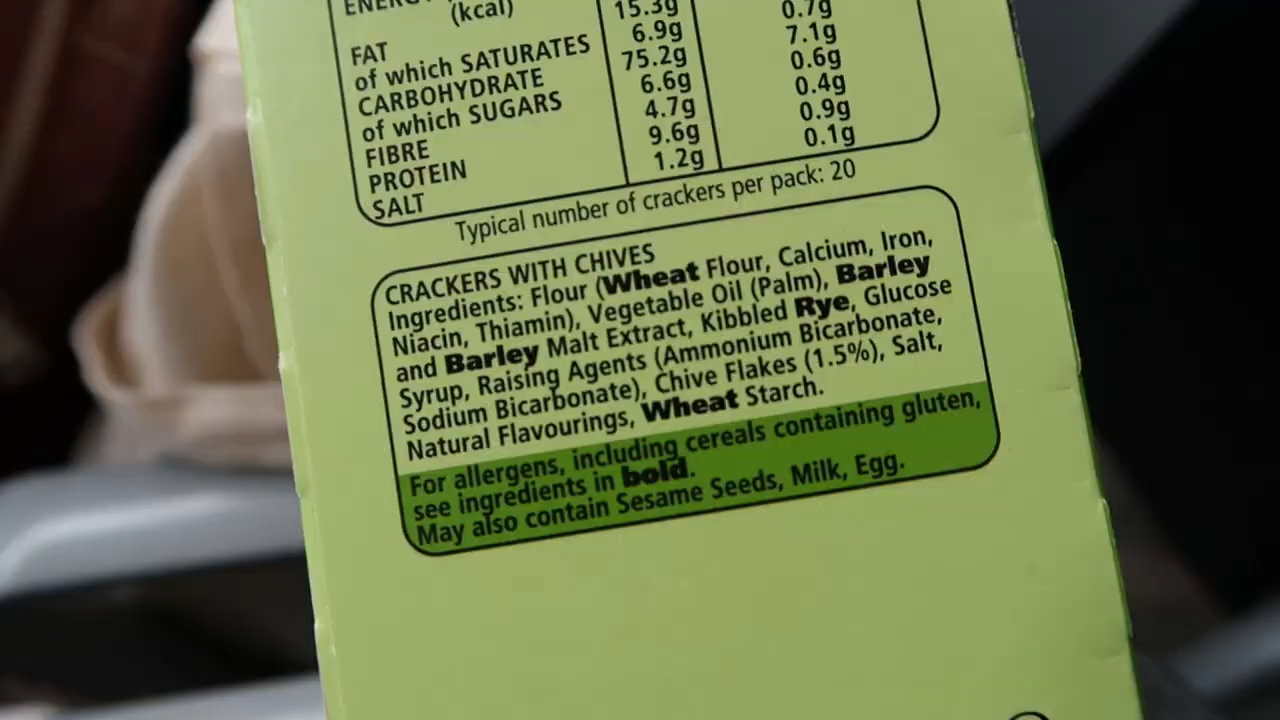 ENERGY
(kcal)
FAT 15.3g
of which SATURATES 6.9g 0.7g
CARBOHYDRATE 75.2g 7.1g
of which SUGARS 6.6g 0.6g
FIBRE 4.7g 0.4g
PROTEIN 9.6g 0.9g
SALT 1.2g 0.1g
Typical number of crackers per pack: 20
CRACKERS WITH CHIVES
Ingredients: Flour (Wheat Flour, Calcium, Iron,
Niacin, Thiamin), Vegetable Oil (Palm), Barley
and Barley Malt Extract, Kibbled Rye, Glucose
Syrup, Raising Agents (Ammonium Bicarbonate,
Sodium Bicarbonate), Chive Flakes (1.5%), Salt,
Natural Flavourings, Wheat Starch.
For allergens, including cereals containing gluten,
see ingredients in bold.
May also contain Sesame Seeds, Milk, Egg.